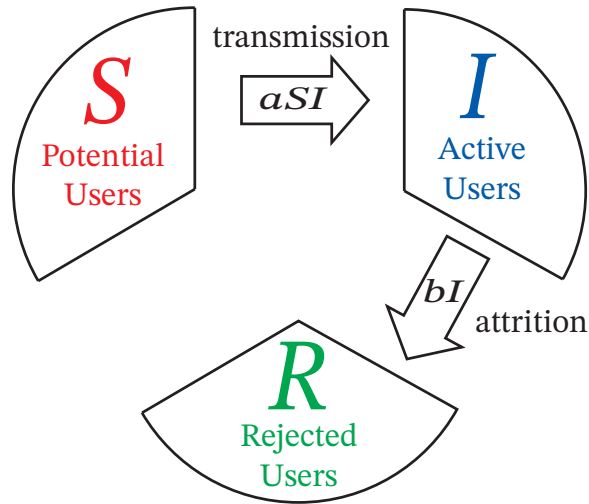 transmission
S
Potential
Users
aSI
I
Active
Users
bI
attrition
R
Rejected
Users